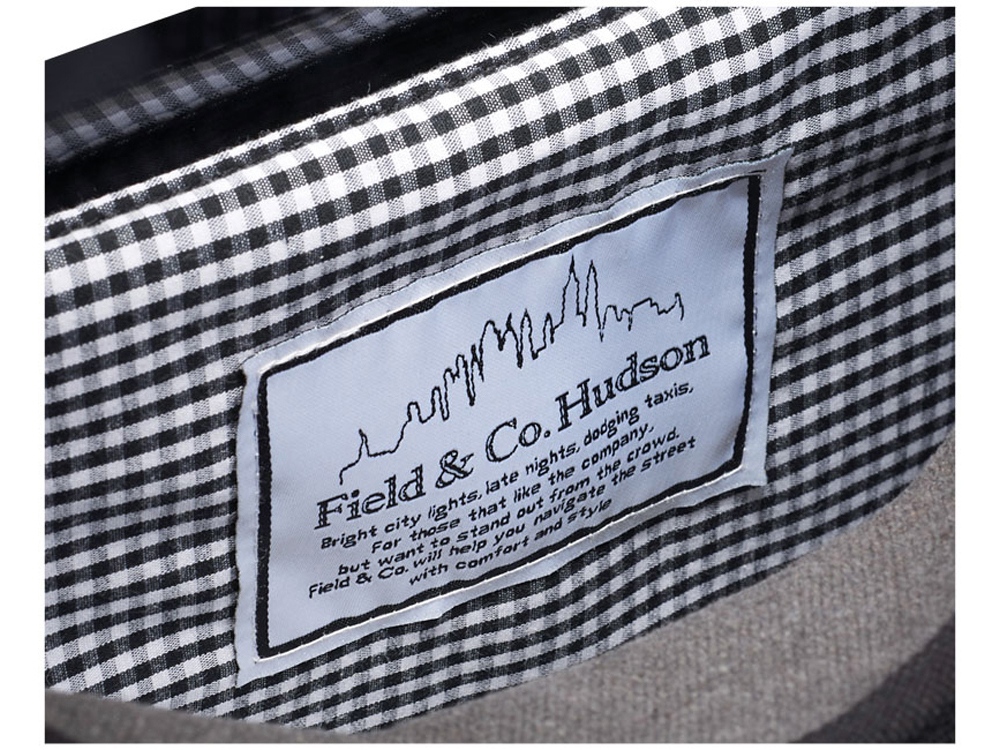 Field & Co. Hudson
Bright city lights, late nights, dodging taxis,
For those that like the company,
but want to stand out from the crowd.
Field & Co. will help you navigate the street
with comfort and style